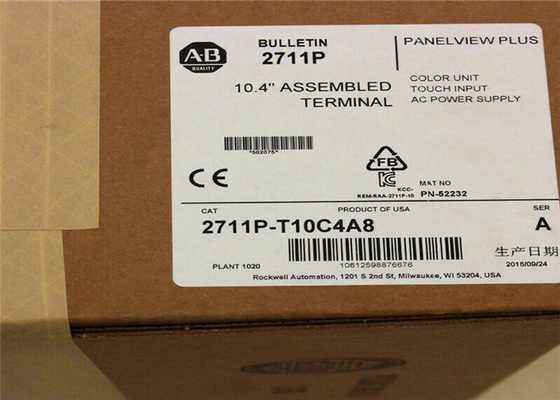 A-B
QUALITY
BULLETIN
2711P
PANELVIEW PLUS
10.4" ASSEMBLED
TERMINAL
COLOR UNIT
TOUCH INPUT
AC POWER SUPPLY
*502075*
CE
FB
KCC-
REM-RAA-2711P-10
MAT NO
PN-52232
CAT
PRODUCT OF USA
SER
2711P-T10C4A8
A
生产日期
PLANT 1020
10612598876676
2016/09/24
Rockwell Automation, 1201 S 2nd St, Milwaukee, WI 53204, USA